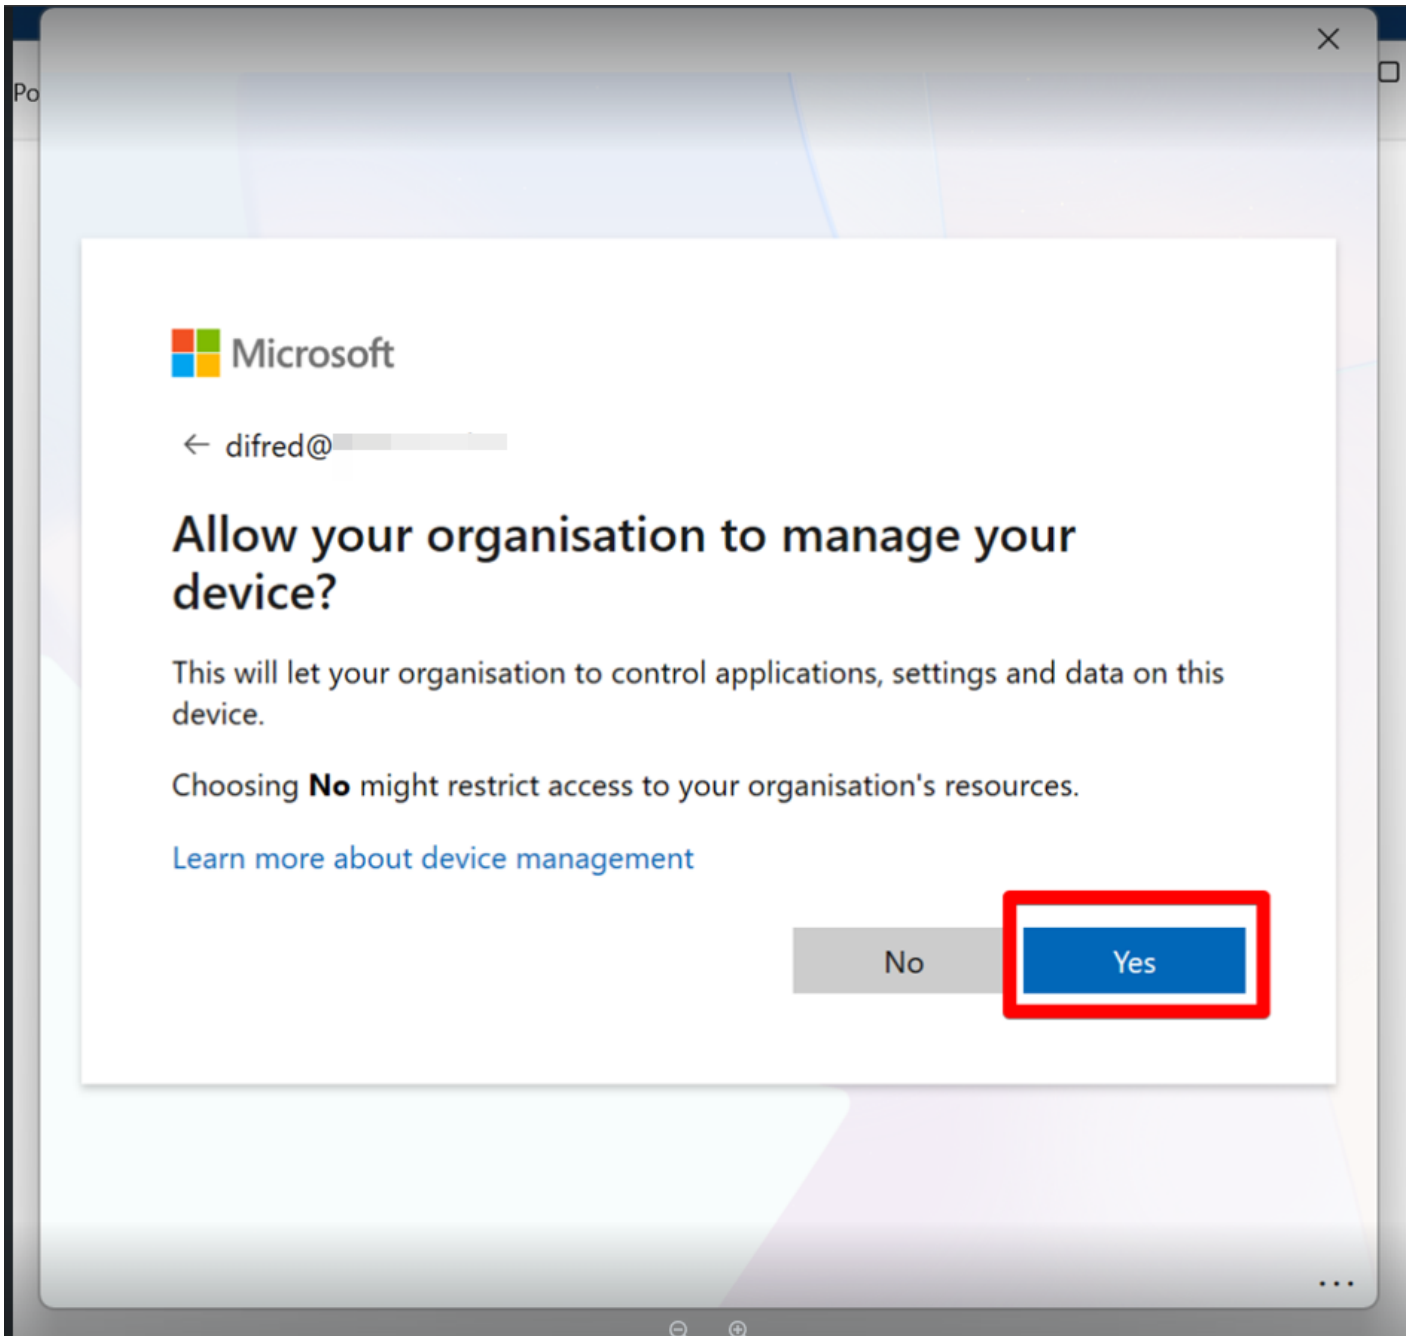 Po
Microsoft
← difred@
Allow your organisation to manage your
device?
This will let your organisation to control applications, settings and data on this
device.
Choosing No might restrict access to your organisation's resources.
Learn more about device management
No
Yes